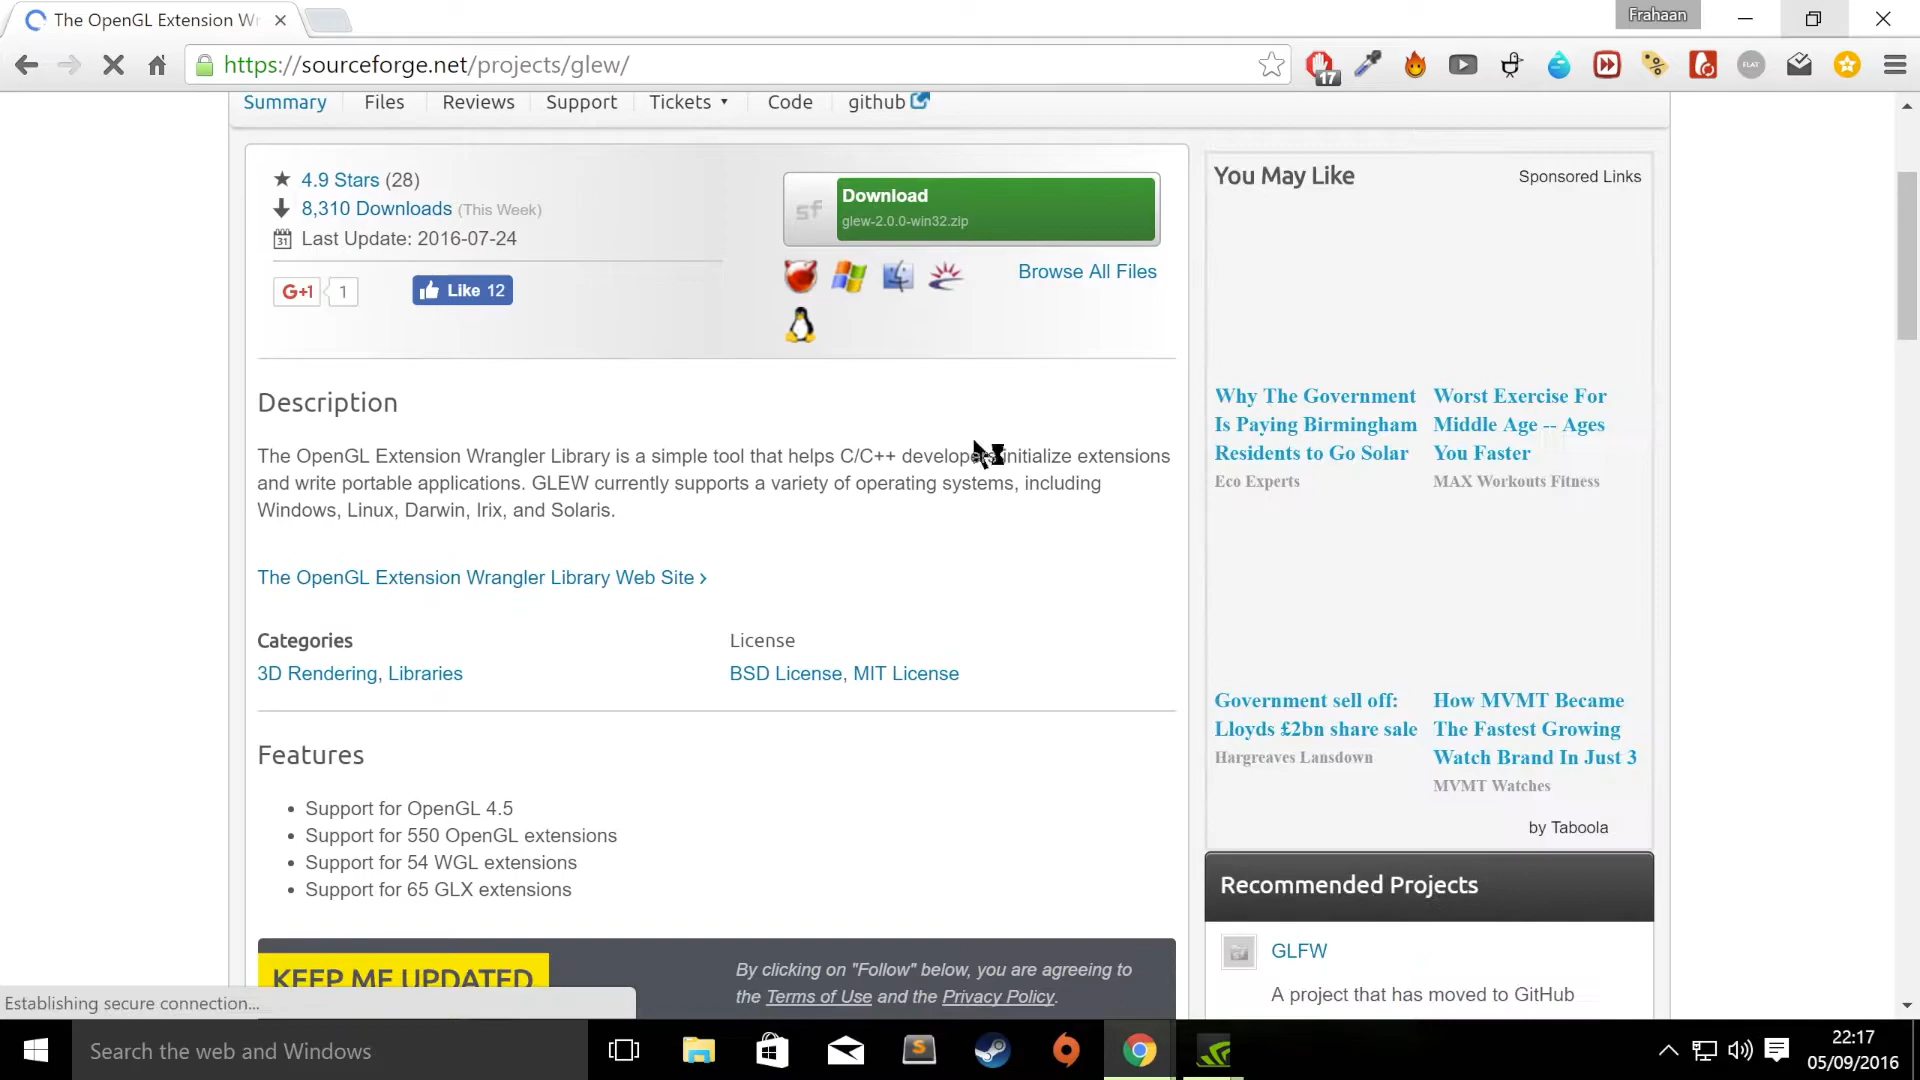 The OpenGL Extension Wr
Frahaan
https://sourceforge.net/projects/glew/
17
FLAT
Summary
Files
Reviews
Support
Tickets
Code
github
4.9 Stars (28)
8,310 Downloads (This Week)
31
Last Update: 2016-07-24
G+1
1
Like 12
sf
Download
glew-2.0.0-win32.zip
Browse All Files
Description
The OpenGL Extension Wrangler Library is a simple tool that helps C/C++ developers initialize extensions
and write portable applications. GLEW currently supports a variety of operating systems, including
Windows, Linux, Darwin, Irix, and Solaris.
The OpenGL Extension Wrangler Library Web Site ›
Categories
3D Rendering, Libraries
License
BSD License, MIT License
Features
• Support for OpenGL 4.5
• Support for 550 OpenGL extensions
• Support for 54 WGL extensions
• Support for 65 GLX extensions
KEEP ME UPDATED
By clicking on "Follow" below, you are agreeing to
the Terms of Use and the Privacy Policy.
You May Like
Sponsored Links
Why The Government
Is Paying Birmingham
Residents to Go Solar
Eco Experts
Worst Exercise For
Middle Age -- Ages
You Faster
MAX Workouts Fitness
Government sell off:
Lloyds £2bn share sale
Hargreaves Lansdown
How MVMT Became
The Fastest Growing
Watch Brand In Just 3
MVMT Watches
by Taboola
Recommended Projects
GLFW
A project that has moved to GitHub
Establishing secure connection...
Search the web and Windows
S
22:17
05/09/2016